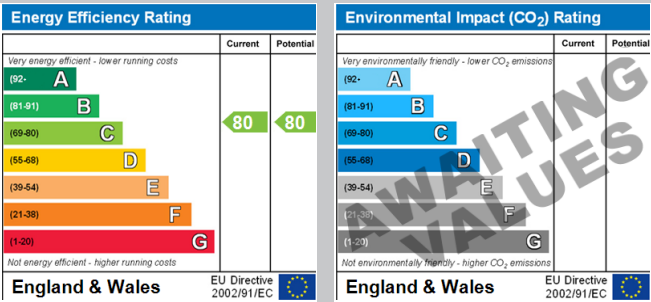 Energy Efficiency Rating
Current Potential
Very energy efficient - lower running costs
(92- A
(81-91) B
(69-80) C
80 80
(55-68) D
(39-54) E
(21-38) F
(1-20) G
Not energy efficient - higher running costs
England & Wales
EU Directive
2002/91/EC
Environmental Impact (CO2) Rating
Current Potential
Very environmentally friendly - lower CO2 emissions
(92- A
(81-91) B
(69-80) C
(55-68) D
(39-54) E
(21-38) F
(1-20) G
AWAITING
VALUES
Not environmentally friendly - higher CO2 emissions
England & Wales
EU Directive
2002/91/EC